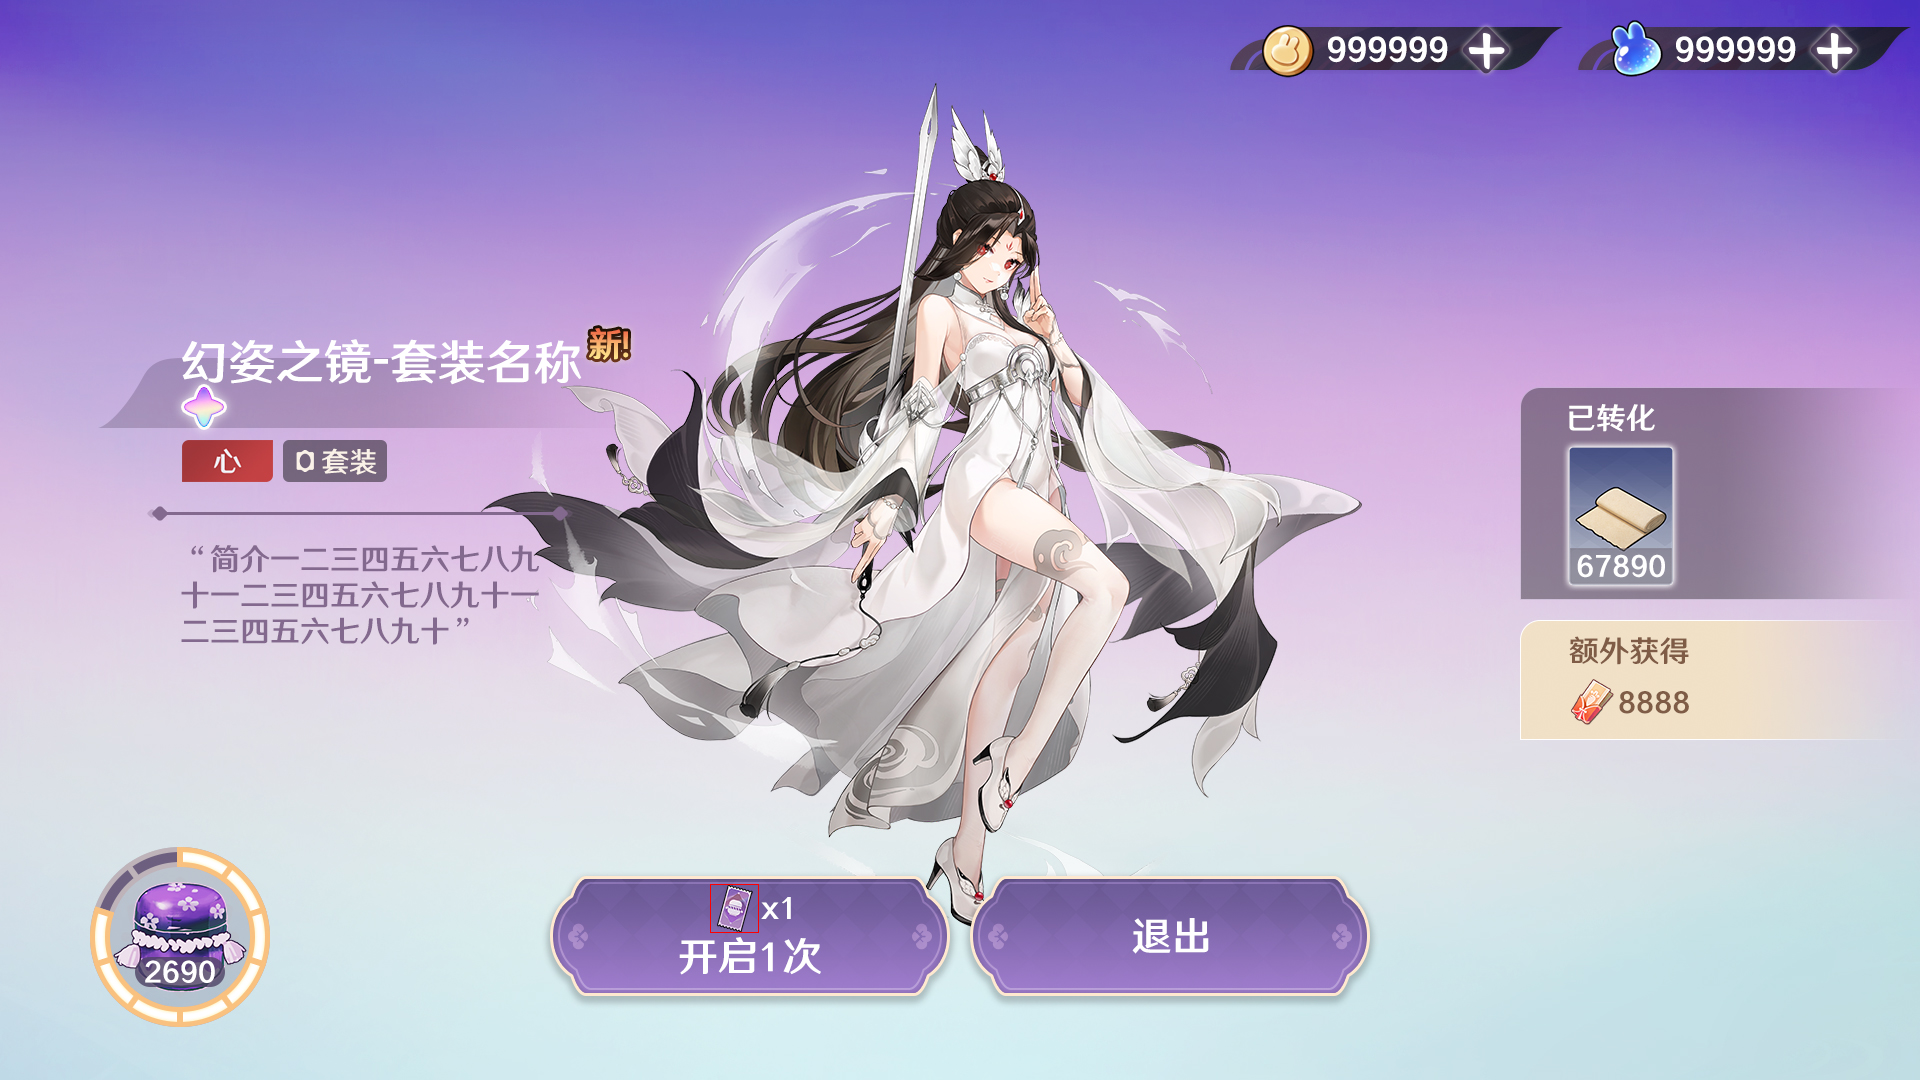 999999
999999
幻姿之镜-套装名称
新!
心
套装
“简介一二三四五六七八九
十一二三四五六七八九十一
二三四五六七八九十”
已转化
67890
额外获得
8888
2690
x1
开启1次
退出